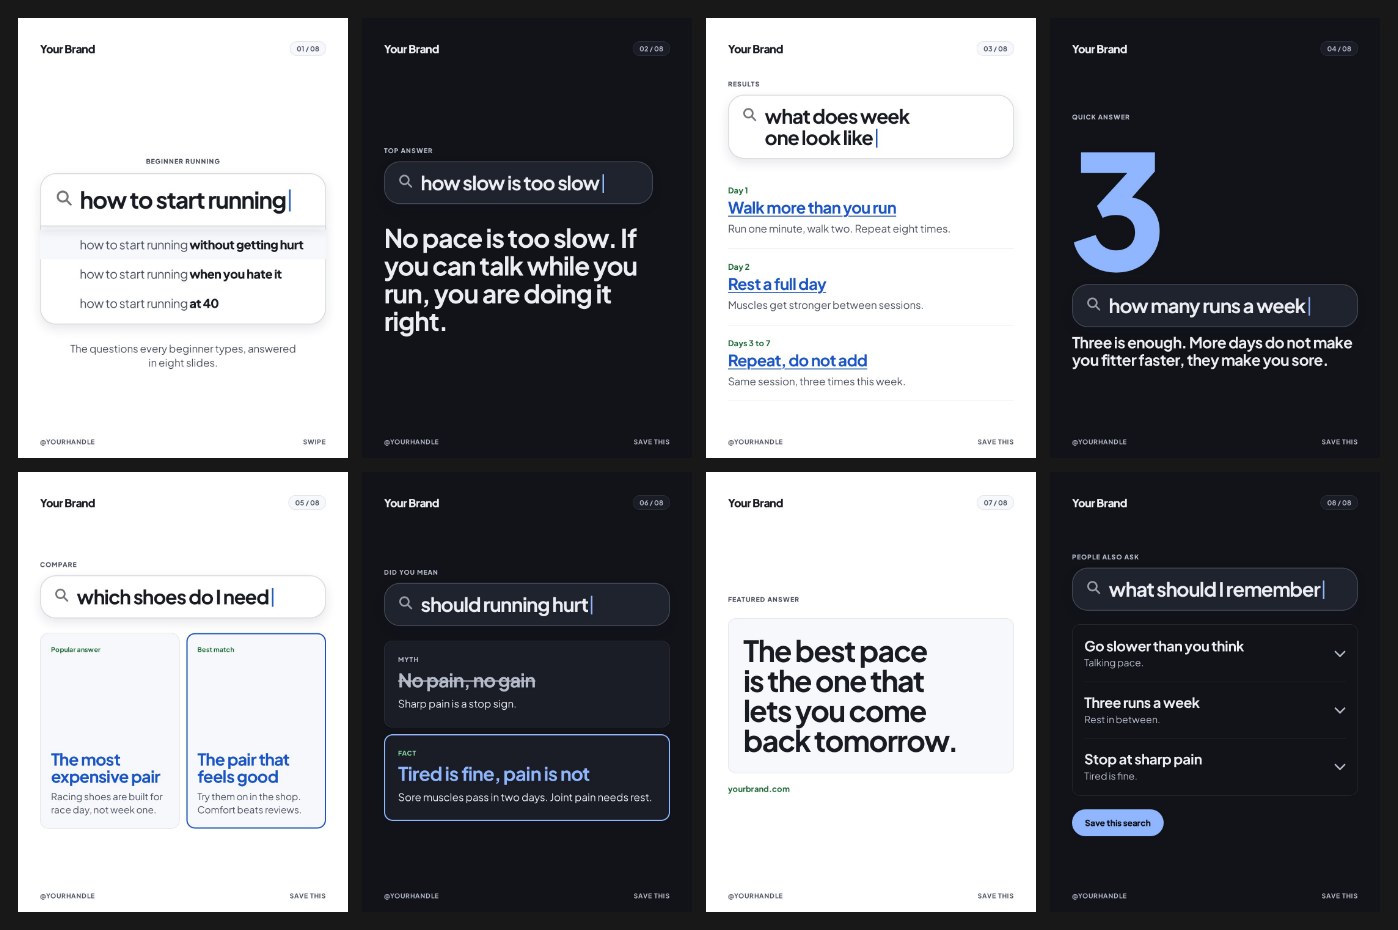 Your Brand
01 / 08
BEGINNER RUNNING
how to start running
how to start running without getting hurt
how to start running when you hate it
how to start running at 40
The questions every beginner types, answered
in eight slides.
@YOURHANDLE
SWIPE
Your Brand
02 / 08
TOP ANSWER
how slow is too slow
No pace is too slow. If
you can talk while you
run, you are doing it
right.
@YOURHANDLE
SAVE THIS
Your Brand
03 / 08
RESULTS
what does week
one look like
Day 1
Walk more than you run
Run one minute, walk two. Repeat eight times.
Day 2
Rest a full day
Muscles get stronger between sessions.
Days 3 to 7
Repeat, do not add
Same session, three times this week.
@YOURHANDLE
SAVE THIS
Your Brand
04 / 08
QUICK ANSWER
3
how many runs a week
Three is enough. More days do not make
you fitter faster, they make you sore.
@YOURHANDLE
SAVE THIS
Your Brand
05 / 08
COMPARE
which shoes do I need
Popular answer
The most
expensive pair
Racing shoes are built for
race day, not week one.
Best match
The pair that
feels good
Try them on in the shop.
Comfort beats reviews.
@YOURHANDLE
SAVE THIS
Your Brand
06 / 08
DID YOU MEAN
should running hurt
MYTH
No pain, no gain
Sharp pain is a stop sign.
FACT
Tired is fine, pain is not
Sore muscles pass in two days. Joint pain needs rest.
@YOURHANDLE
SAVE THIS
Your Brand
07 / 08
FEATURED ANSWER
The best pace
is the one that
lets you come
back tomorrow.
yourbrand.com
@YOURHANDLE
SAVE THIS
Your Brand
08 / 08
PEOPLE ALSO ASK
what should I remember
Go slower than you think
Talking pace.
Three runs a week
Rest in between.
Stop at sharp pain
Tired is fine.
Save this search
@YOURHANDLE
SAVE THIS